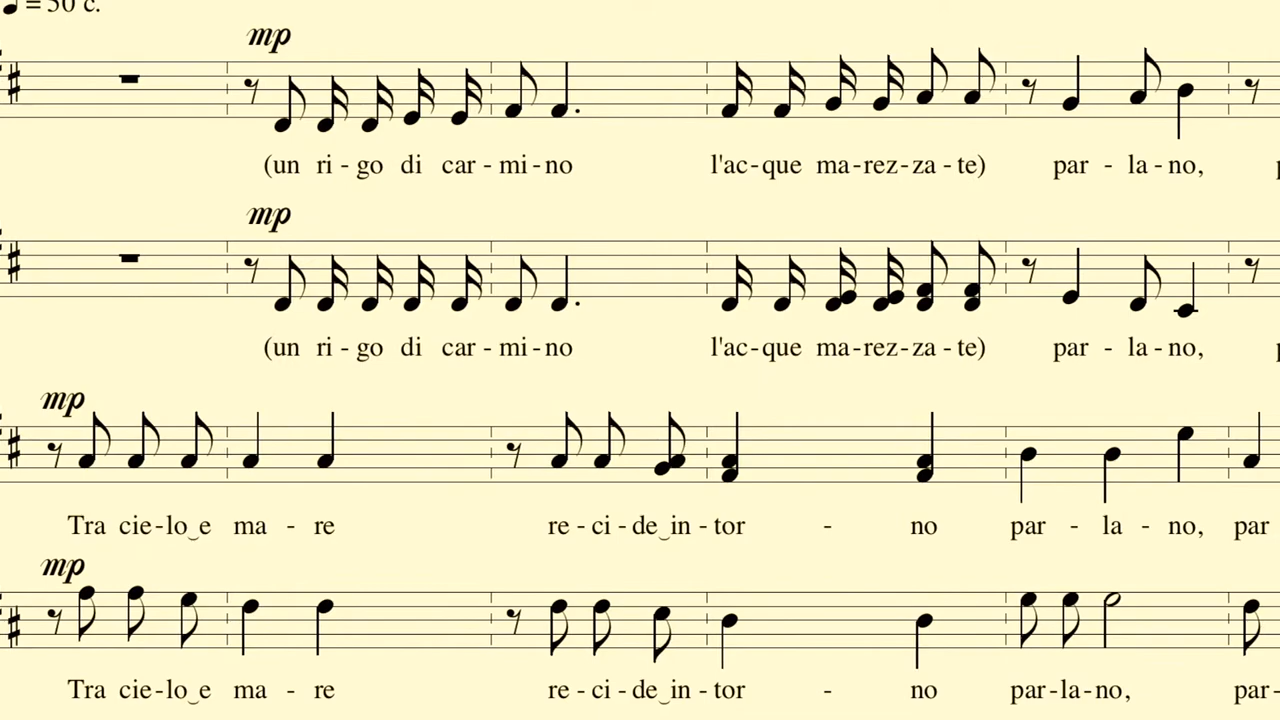 = 50 c.
mp
(un ri - go di car - mi - no l'ac - que ma - rez - za - te) par - la - no,
mp
(un ri - go di car - mi - no l'ac - que ma - rez - za - te) par - la - no,
mp
Tra cie - lo‿e ma - re re - ci - de‿in - tor - no par - la - no, par
mp
Tra cie - lo‿e ma - re re - ci - de‿in - tor - no par - la - no, par -